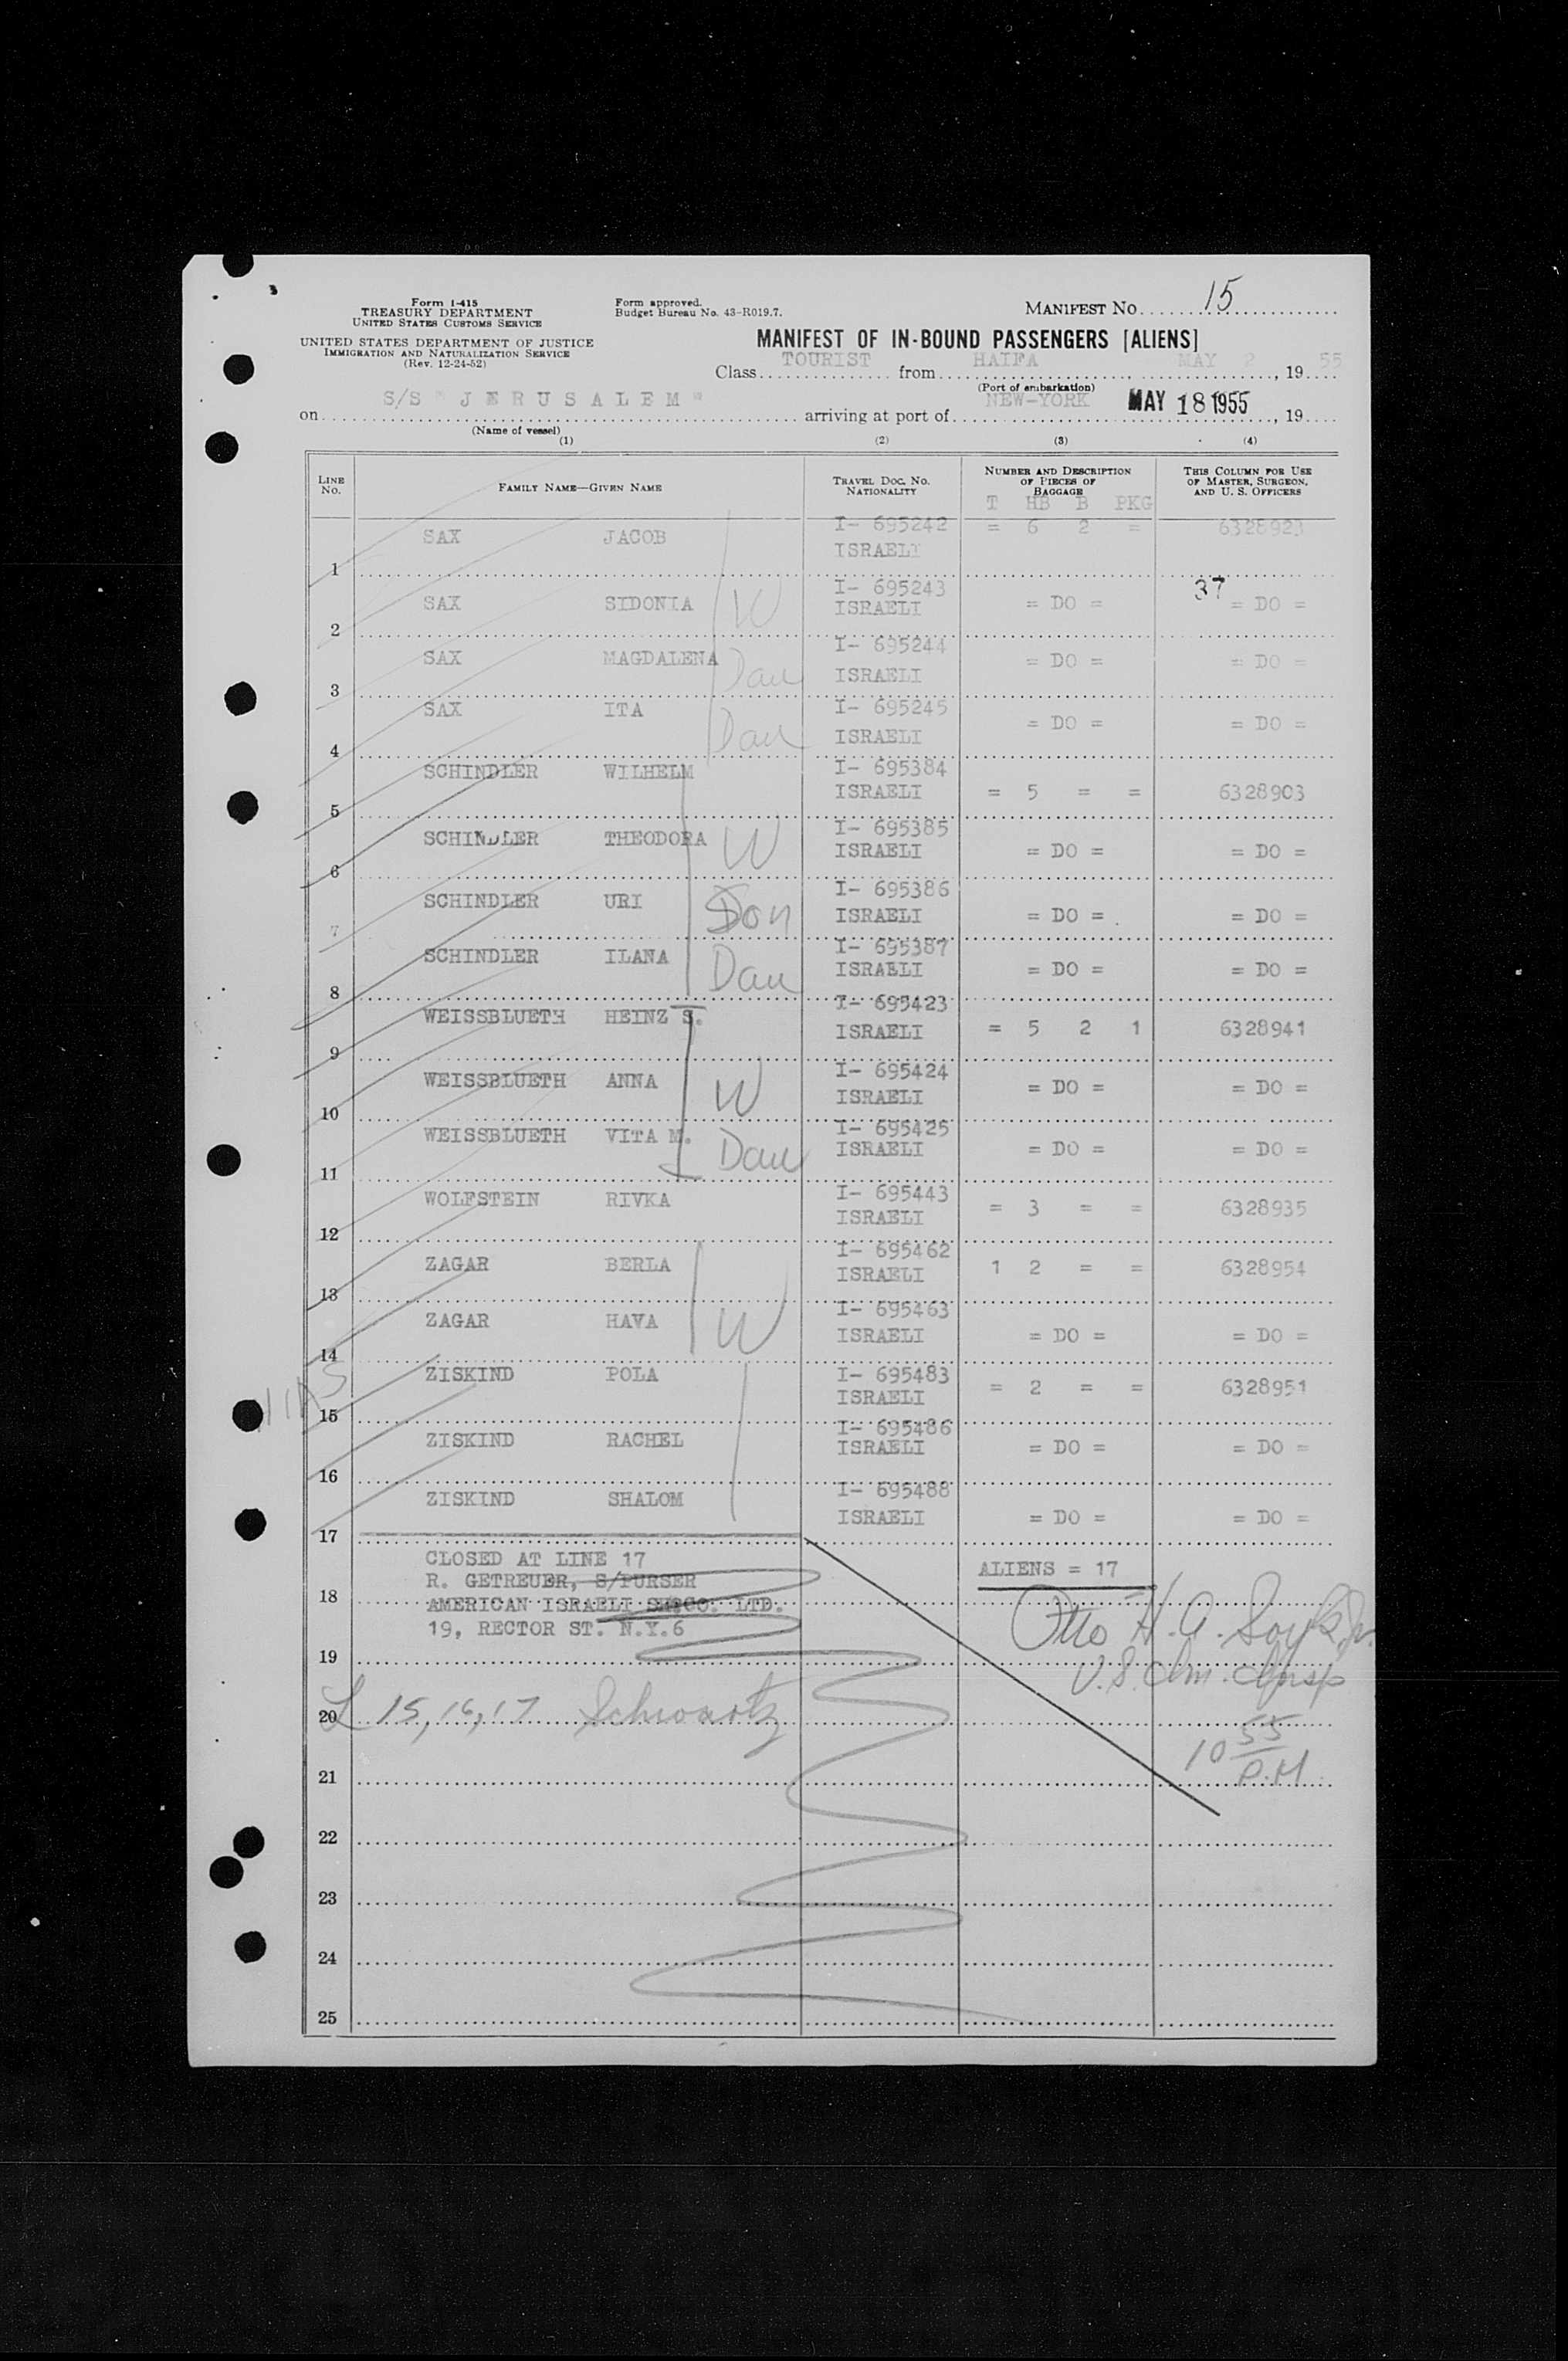 Form I-415
TREASURY DEPARTMENT
UNITED STATES CUSTOMS SERVICE
UNITED STATES DEPARTMENT OF JUSTICE
IMMIGRATION AND NATURALIZATION SERVICE
(Rev. 12-24-52)
Form approved.
Budget Bureau No. 43-R019.7.
MANIFEST NO. 15
MANIFEST OF IN-BOUND PASSENGERS [ALIENS]
Class TOURIST from HAIFA, MAY 2, 1955
(Port of embarkation)
on S/S "JERUSALEM" arriving at port of NEW-YORK MAY 18 1955, 19
(Name of vessel)
(1) (2) (3) (4)
LINE NO. FAMILY NAME—GIVEN NAME TRAVEL DOC. NO. NATIONALITY NUMBER AND DESCRIPTION OF PIECES OF BAGGAGE THIS COLUMN FOR USE OF MASTER, SURGEON, AND U. S. OFFICERS
T HB B PKG
1 SAX JACOB I- 695242 ISRAELI = 6 2 = 6328923
37
2 SAX SIDONIA W I- 695243 ISRAELI = DO = = DO =
3 SAX MAGDALENA Dau I- 695244 ISRAELI = DO = = DO =
4 SAX ITA Dau I- 695245 ISRAELI = DO = = DO =
5 SCHINDLER WILHELM I- 695384 ISRAELI = 5 = = 6328903
6 SCHINDLER THEODORA W I- 695385 ISRAELI = DO = = DO =
7 SCHINDLER URI Son I- 695386 ISRAELI = DO = = DO =
8 SCHINDLER ILANA Dau I- 695387 ISRAELI = DO = = DO =
9 WEISSBLUETH HEINZ S. I- 695423 ISRAELI = 5 2 1 6328941
10 WEISSBLUETH ANNA W I- 695424 ISRAELI = DO = = DO =
11 WEISSBLUETH VITA M. Dau I- 695425 ISRAELI = DO = = DO =
12 WOLFSTEIN RIVKA I- 695443 ISRAELI = 3 = = 6328935
13 ZAGAR BERLA I- 695462 ISRAELI 1 2 = = 6328954
14 ZAGAR HAVA W I- 695463 ISRAELI = DO = = DO =
HIAS
15 ZISKIND POLA I- 695483 ISRAELI = 2 = = 6328951
16 ZISKIND RACHEL I- 695486 ISRAELI = DO = = DO =
17 ZISKIND SHALOM I- 695488 ISRAELI = DO = = DO =
CLOSED AT LINE 17
ALIENS = 17
R. GETREUER, S/PURSER
18 AMERICAN ISRAELI SH. CO. LTD.
19, RECTOR ST. N.Y.6
Otto H. A.
19
U.S. Im. Insp
20 L 15, 16, 17 Schwartz
10 55 P.M
21
22
23
24
25